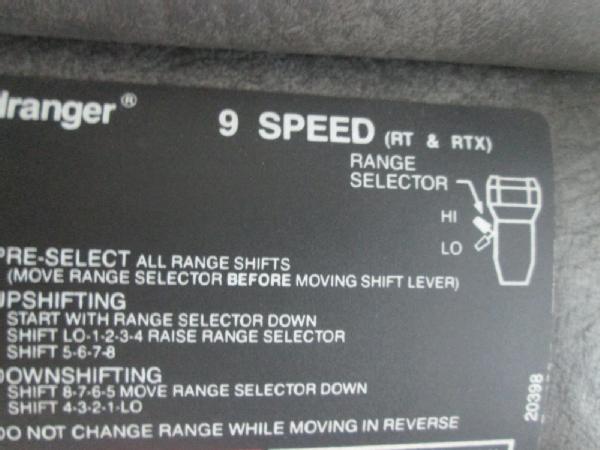 dranger® 9 SPEED (RT & RTX)
RANGE
SELECTOR
HI
LO
PRE-SELECT ALL RANGE SHIFTS
(MOVE RANGE SELECTOR BEFORE MOVING SHIFT LEVER)
UPSHIFTING
START WITH RANGE SELECTOR DOWN
SHIFT LO-1-2-3-4 RAISE RANGE SELECTOR
SHIFT 5-6-7-8
DOWNSHIFTING
SHIFT 8-7-6-5 MOVE RANGE SELECTOR DOWN
SHIFT 4-3-2-1-LO
DO NOT CHANGE RANGE WHILE MOVING IN REVERSE
20398